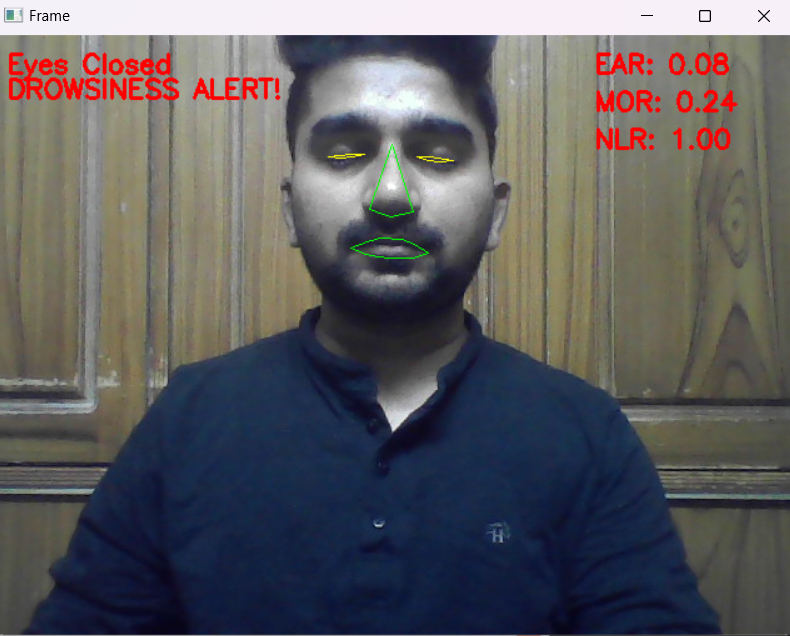 Frame
Eyes Closed
DROWSINESS ALERT!
EAR: 0.08
MOR: 0.24
NLR: 1.00
H